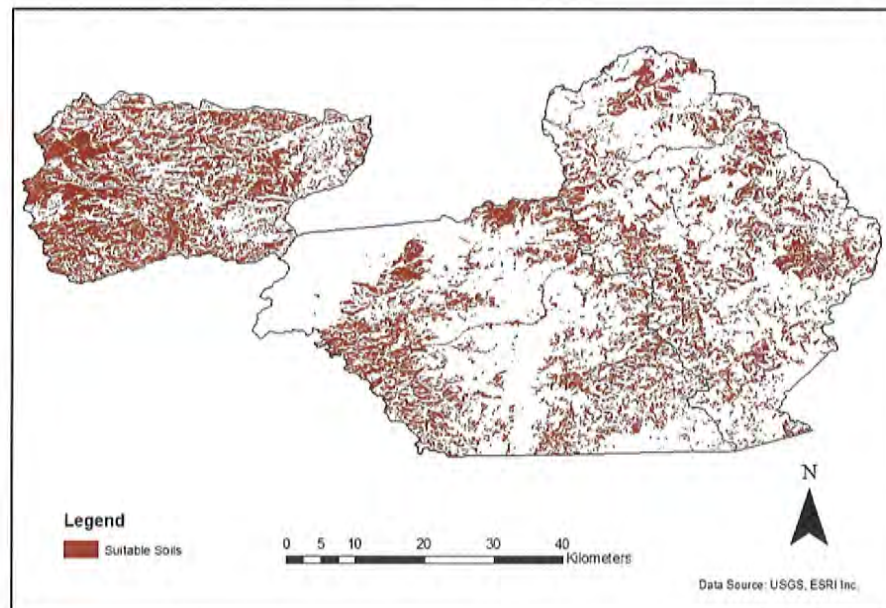 N
Legend
Suitable Soils
0 5 10 20 30 40
Kilometers
Data Source: USGS, ESRI Inc.